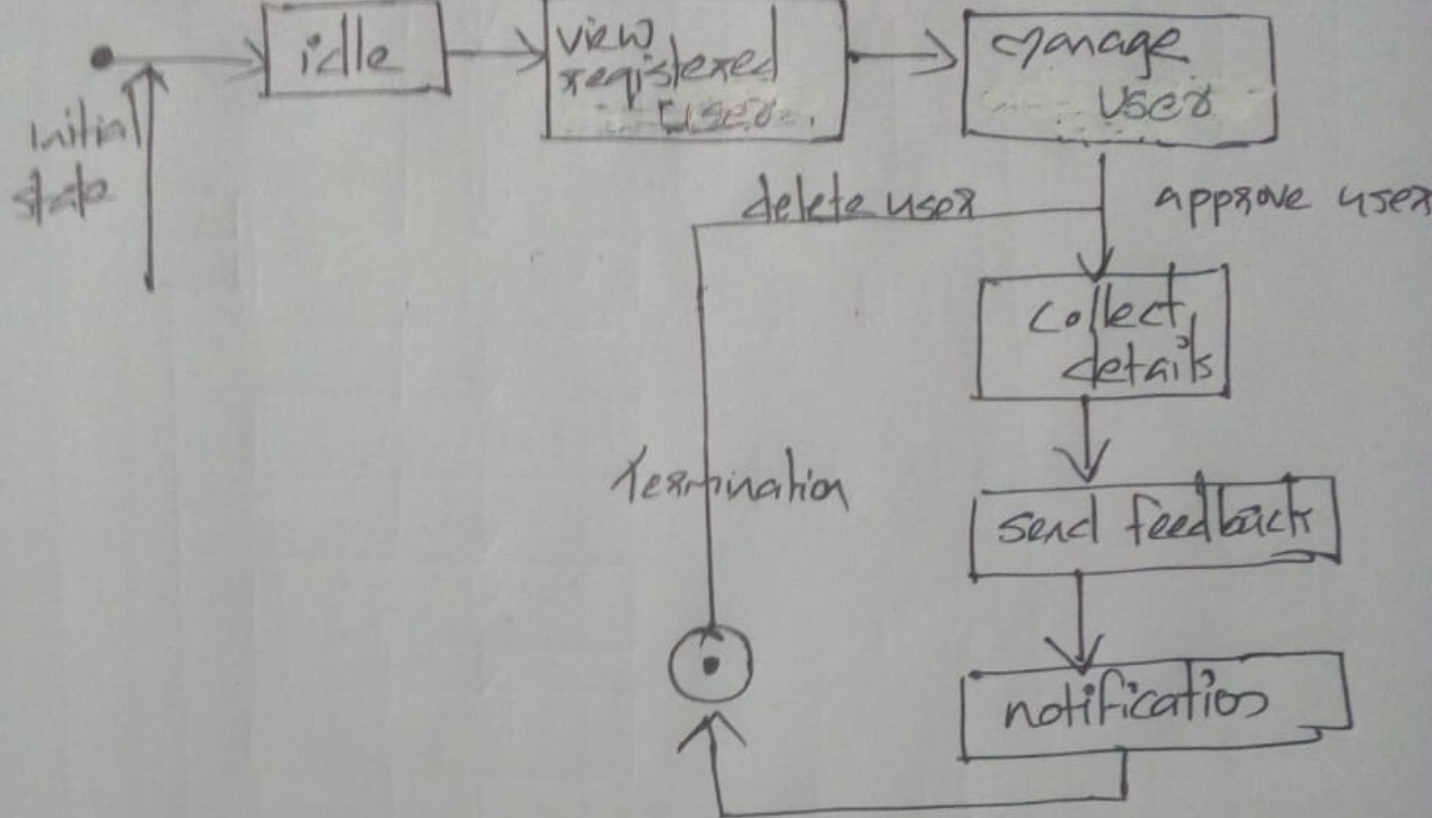 idle
view
registered
user
manage
user
initial
state
delete user
approve user
collect
details
Termination
send feedback
notification